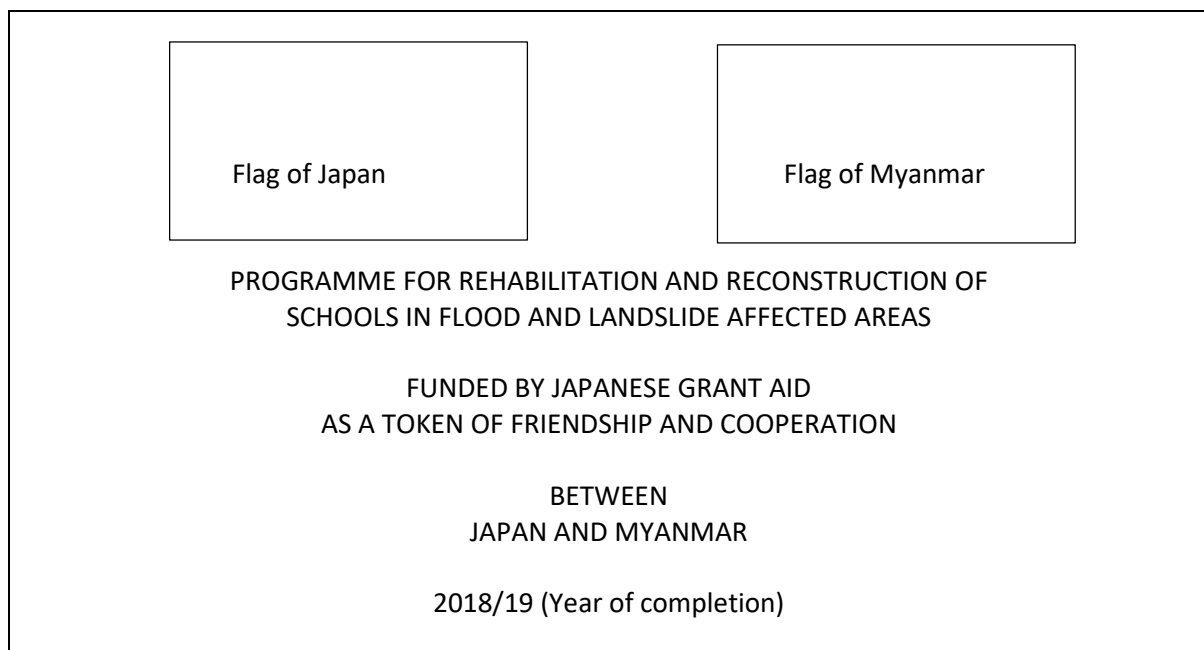 Flag of Japan
Flag of Myanmar
PROGRAMME FOR REHABILITATION AND RECONSTRUCTION OF
SCHOOLS IN FLOOD AND LANDSLIDE AFFECTED AREAS
FUNDED BY JAPANESE GRANT AID
AS A TOKEN OF FRIENDSHIP AND COOPERATION
BETWEEN
JAPAN AND MYANMAR
2018/19 (Year of completion)